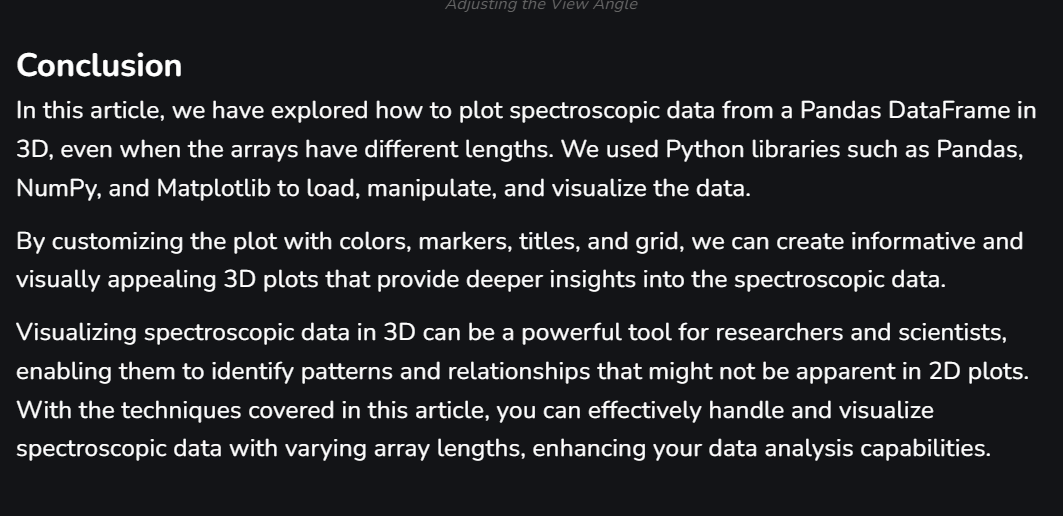 Adjusting the View Angle
Conclusion
In this article, we have explored how to plot spectroscopic data from a Pandas DataFrame in
3D, even when the arrays have different lengths. We used Python libraries such as Pandas,
NumPy, and Matplotlib to load, manipulate, and visualize the data.
By customizing the plot with colors, markers, titles, and grid, we can create informative and
visually appealing 3D plots that provide deeper insights into the spectroscopic data.
Visualizing spectroscopic data in 3D can be a powerful tool for researchers and scientists,
enabling them to identify patterns and relationships that might not be apparent in 2D plots.
With the techniques covered in this article, you can effectively handle and visualize
spectroscopic data with varying array lengths, enhancing your data analysis capabilities.